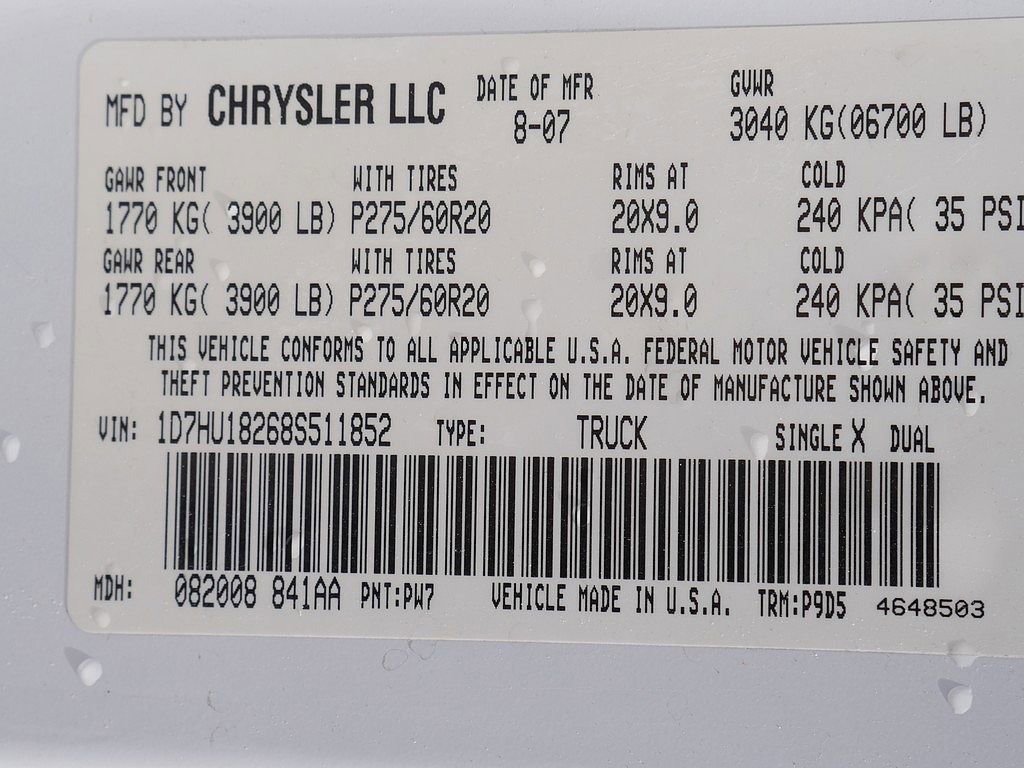 MFD BY CHRYSLER LLC DATE OF MFR 8-07 GVWR 3040 KG(06700 LB)
GAWR FRONT WITH TIRES RIMS AT COLD
1770 KG( 3900 LB) P275/60R20 20X9.0 240 KPA( 35 PSI
GAWR REAR WITH TIRES RIMS AT COLD
1770 KG( 3900 LB) P275/60R20 20X9.0 240 KPA( 35 PSI
THIS VEHICLE CONFORMS TO ALL APPLICABLE U.S.A. FEDERAL MOTOR VEHICLE SAFETY AND
THEFT PREVENTION STANDARDS IN EFFECT ON THE DATE OF MANUFACTURE SHOWN ABOVE.
VIN: 1D7HU18268S511852 TYPE: TRUCK SINGLE X DUAL
MDH: 082008 841AA PNT:PW7 VEHICLE MADE IN U.S.A. TRM:P9D5 4648503